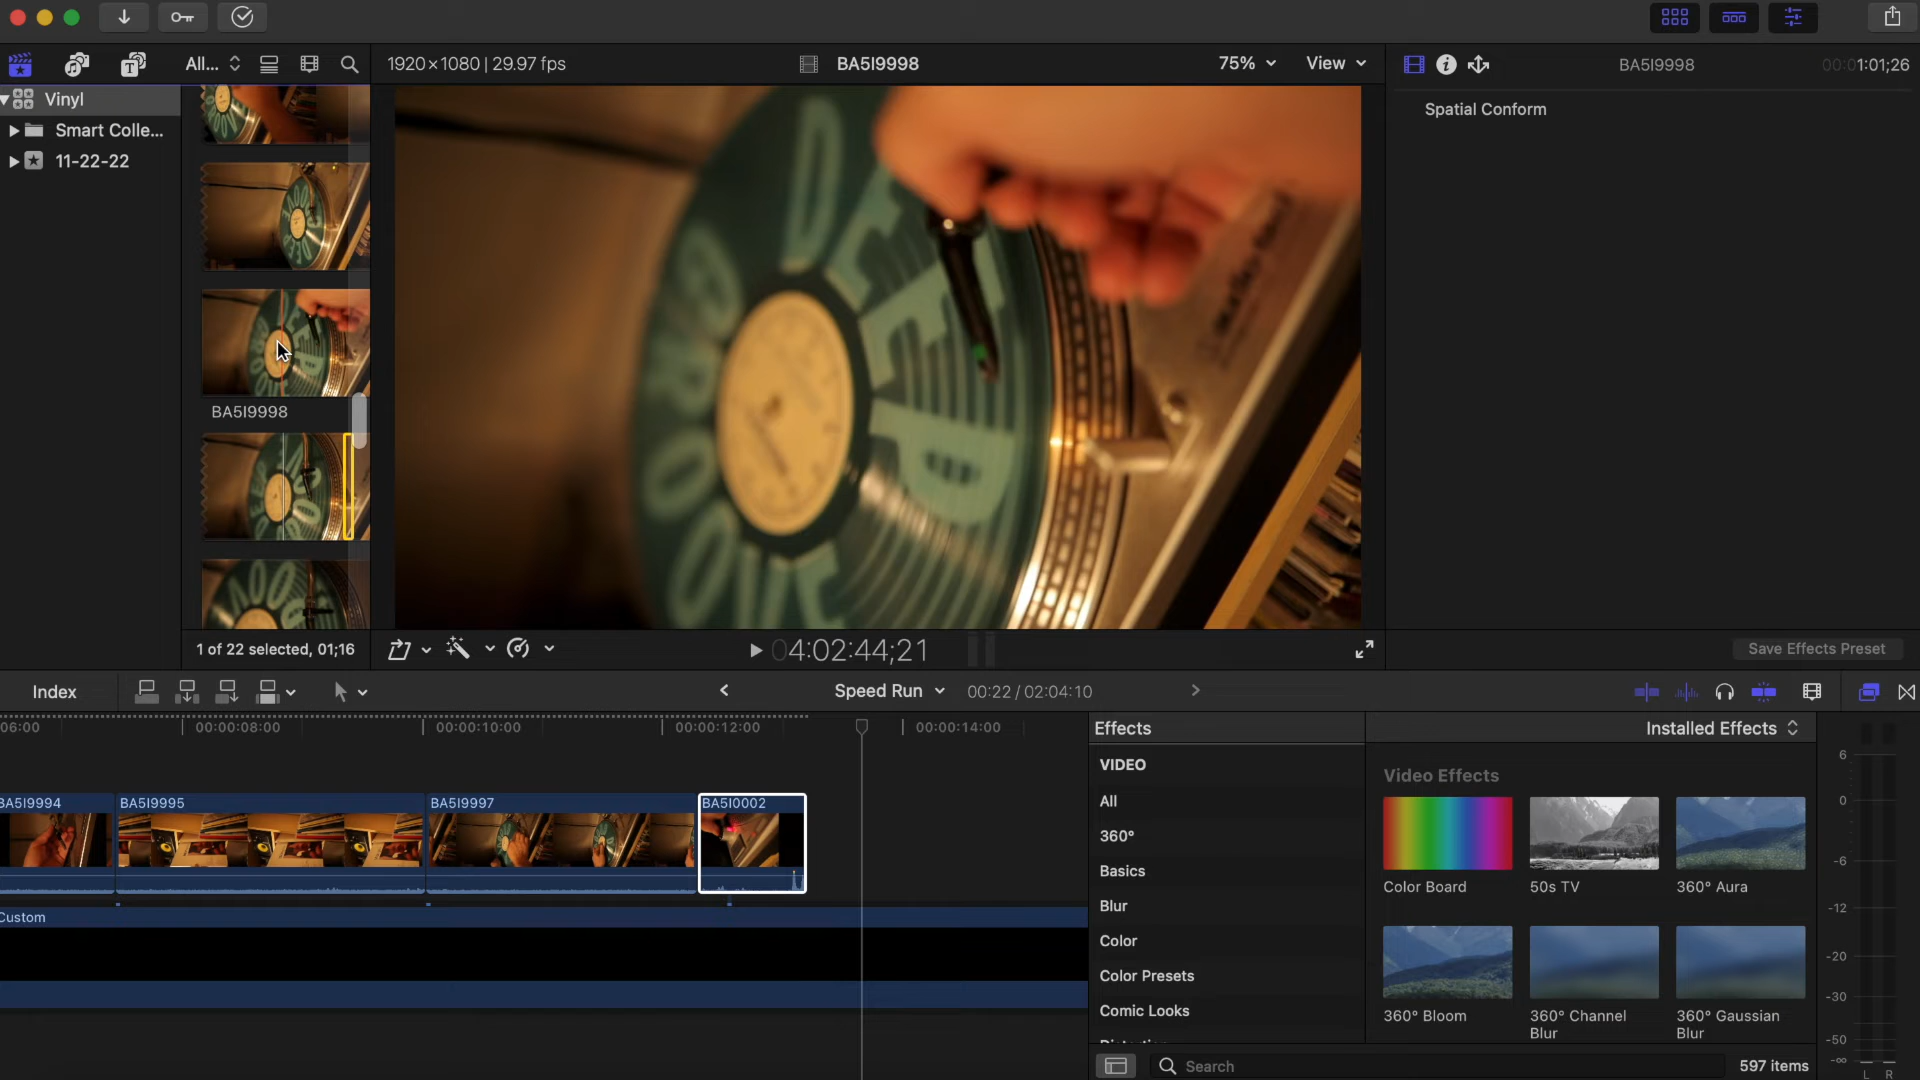 All...
1920×1080 | 29.97 fps
BA5I9998
75%
View
BA5I9998
00:01:01;26
Vinyl
Smart Colle...
11-22-22
Spatial Conform
BA5I9998
1 of 22 selected, 01;16
04:02:44;21
Save Effects Preset
Index
Speed Run
00:22 / 02:04:10
06:00
00:00:08:00
00:00:10:00
00:00:12:00
00:00:14:00
Effects
Installed Effects
BA5I9994
BA5I9995
BA5I9997
BA5I0002
Custom
VIDEO
All
360°
Basics
Blur
Color
Color Presets
Comic Looks
Video Effects
Color Board
50s TV
360° Aura
360° Bloom
360° Channel
Blur
360° Gaussian
Blur
Search
597 items
6
0
-6
-12
-20
-30
-50
-∞
L R